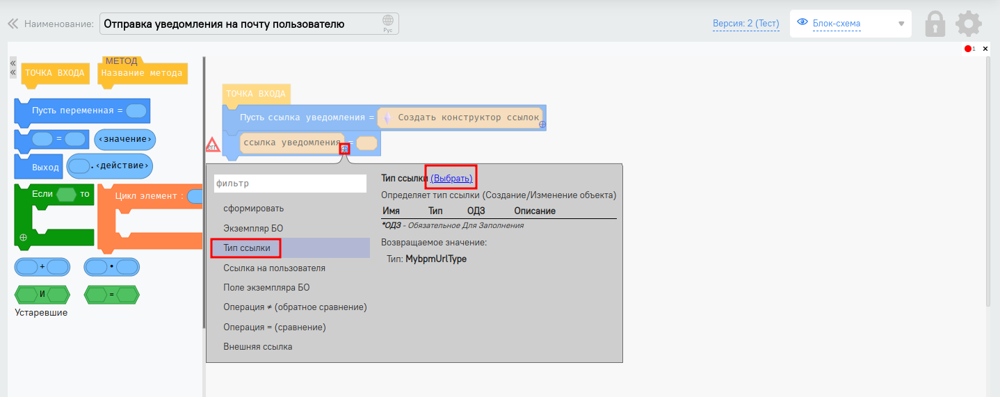 Наименование: Отправка уведомления на почту пользователю Рус Версия: 2 (Тест) Блок-схема
1 ×
ТОЧКА ВХОДА
МЕТОД
Название метода
Пусть переменная =
= <значение>
Выход .<действие>
Если то
Цикл элемент :
+ •
И =
Устаревшие
ТОЧКА ВХОДА
Пусть ссылка уведомления = Создать конструктор ссылок
err ссылка уведомления =
фильтр
сформировать
Экземпляр БО
Тип ссылки
Ссылка на пользователя
Поле экземпляра БО
Операция ≠ (обратное сравнение)
Операция = (сравнение)
Внешняя ссылка
Тип ссылки (Выбрать)
Определяет тип ссылки (Создание/Изменение объекта)
Имя Тип ОДЗ Описание
*ОДЗ - Обязательное Для Заполнения
Возвращаемое значение:
Тип: MybpmUrlType